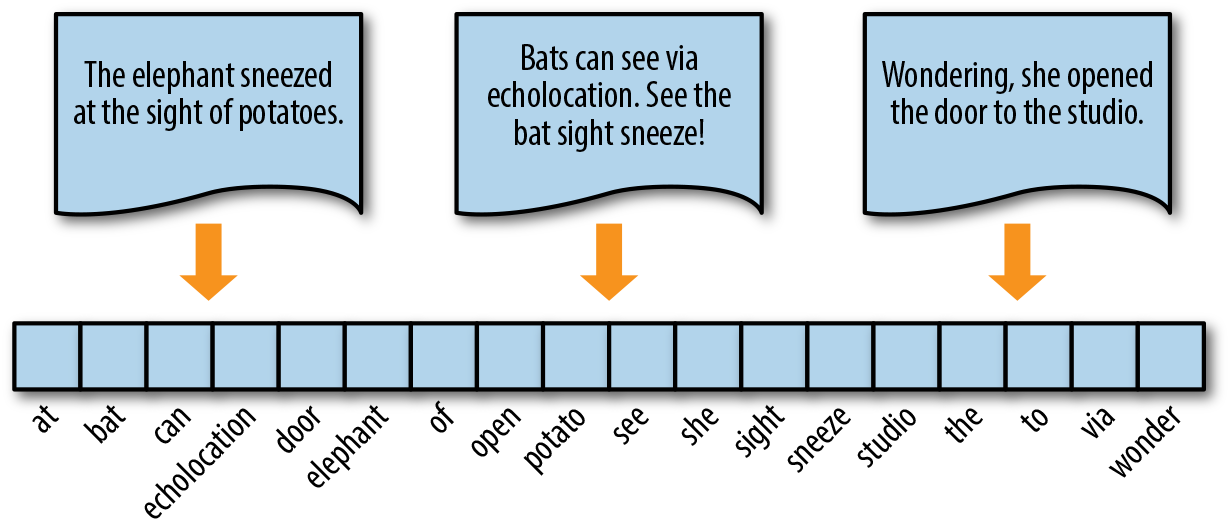 The elephant sneezed
at the sight of potatoes.
Bats can see via
echolocation. See the
bat sight sneeze!
Wondering, she opened
the door to the studio.
at
bat
can
echolocation
door
elephant
of
open
potato
see
she
sight
sneeze
studio
the
to
via
wonder